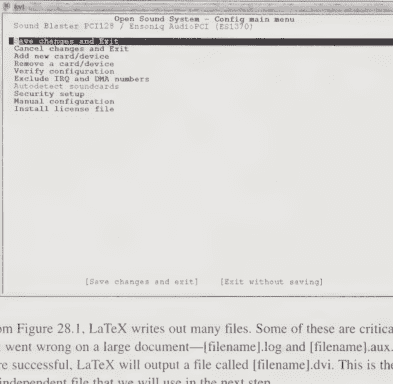 Open Sound System - Config main menu
Sound Blaster PCI128 / Ensoniq AudioPCI (ES1370)
Save changes and Exit
Cancel changes and Exit
Add new card/device
Remove a card/device
Verify configuration
Exclude IRQ and DMA numbers
Autodetect soundcards
Security setup
Manual configuration
Install license file
[Save changes and exit] [Exit without saving]
om Figure 28.1, LaTeX writes out many files. Some of these are critica
went wrong on a large document—[filename].log and [filename].aux.
re successful, LaTeX will output a file called [filename].dvi. This is the
independent file that we will use in the next step.